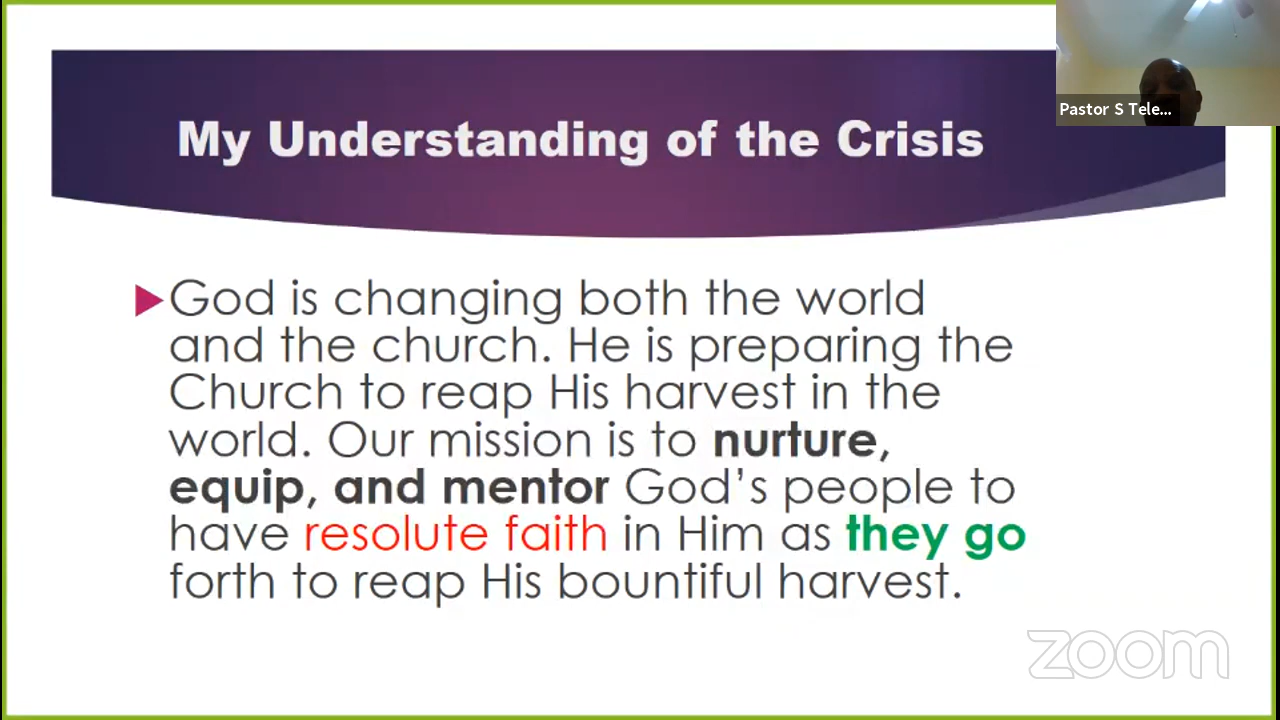 My Understanding of the Crisis
Pastor S Tele...
God is changing both the world
and the church. He is preparing the
Church to reap His harvest in the
world. Our mission is to nurture,
equip, and mentor God’s people to
have resolute faith in Him as they go
forth to reap His bountiful harvest.
zoom